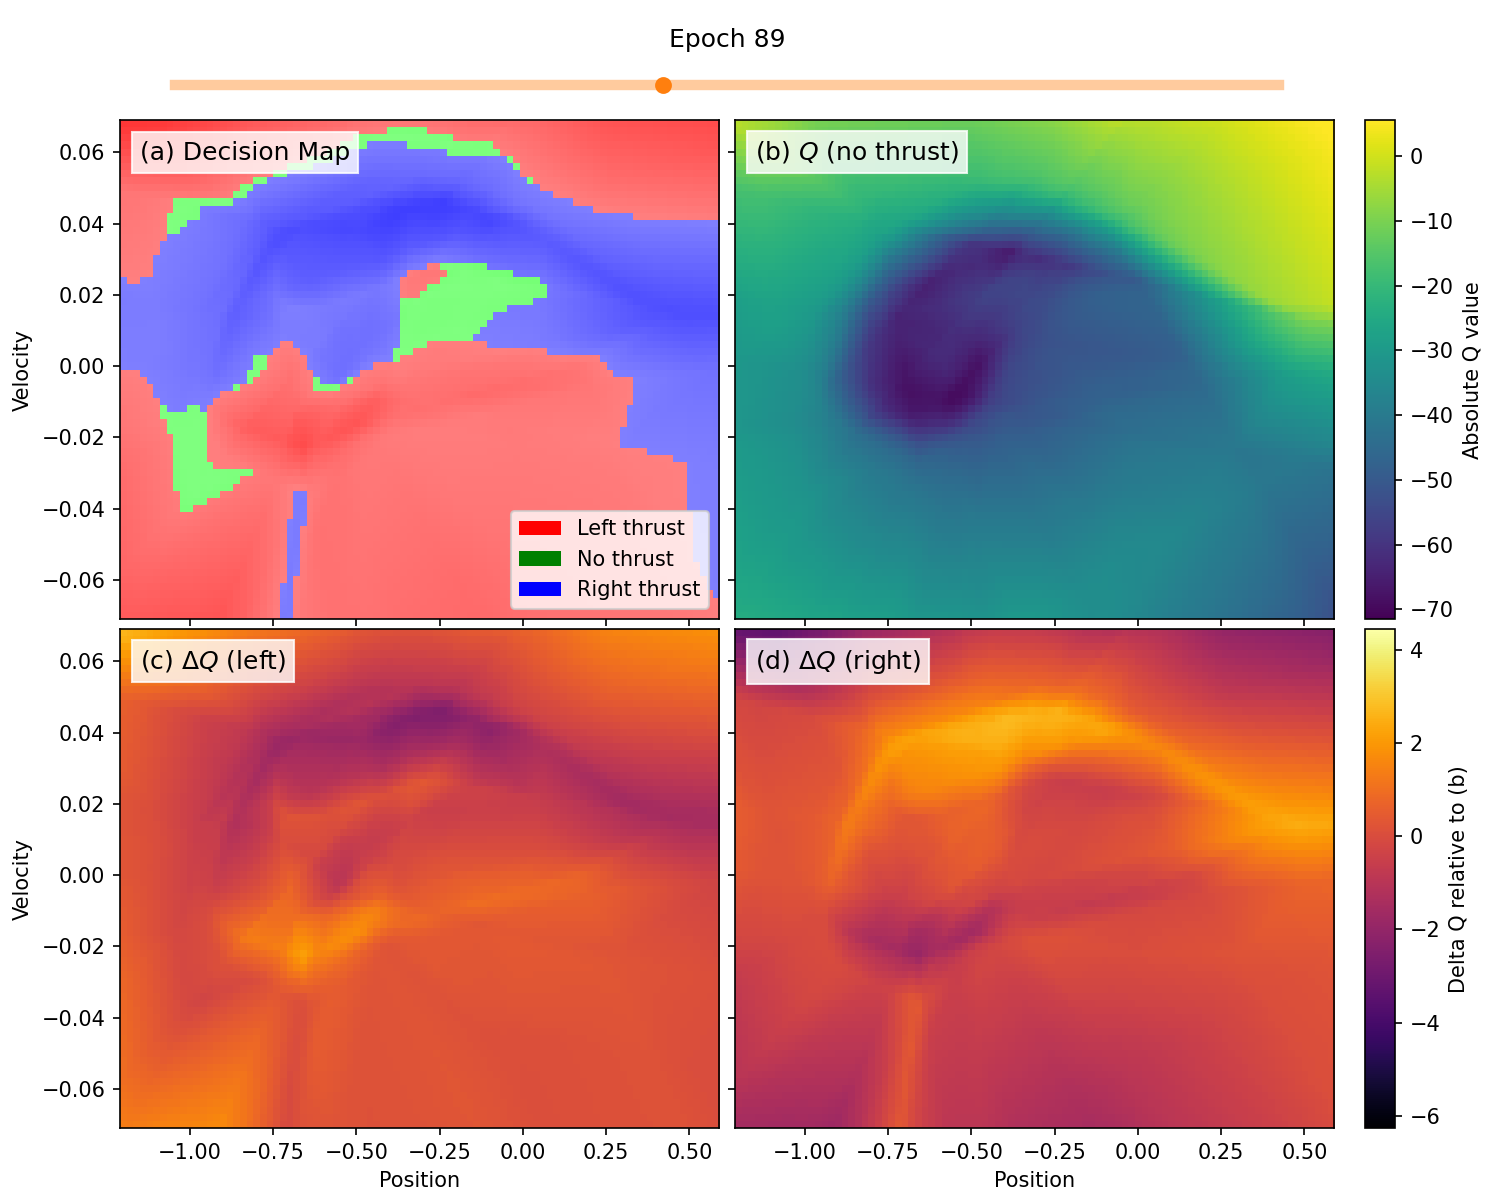 Epoch 89
(a) Decision Map
(b) Q (no thrust)
0.06
0.04
0.02
0.00
−0.02
−0.04
−0.06
Velocity
Left thrust
No thrust
Right thrust
0
−10
−20
−30
−40
−50
−60
−70
Absolute Q value
(c) ΔQ (left)
(d) ΔQ (right)
0.06
0.04
0.02
0.00
−0.02
−0.04
−0.06
Velocity
4
2
0
−2
−4
−6
Delta Q relative to (b)
−1.00 −0.75 −0.50 −0.25 0.00 0.25 0.50
Position
−1.00 −0.75 −0.50 −0.25 0.00 0.25 0.50
Position